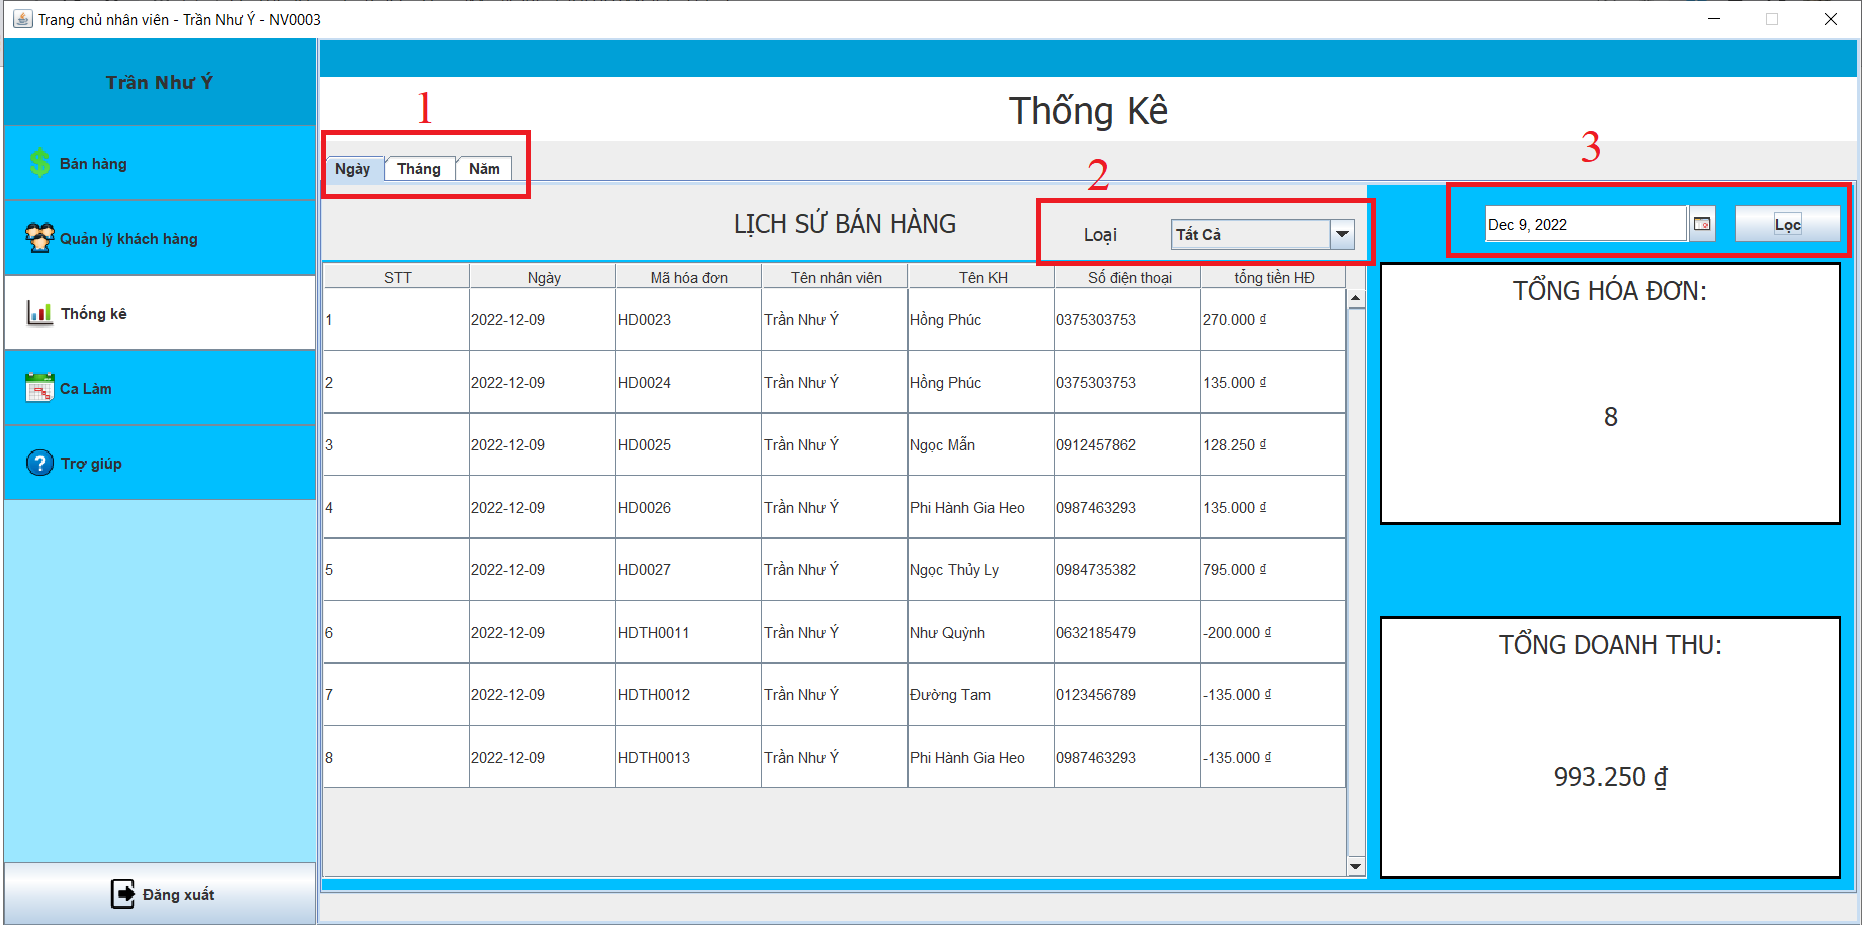 Trang chủ nhân viên - Trần Như Ý - NV0003
Trần Như Ý
Bán hàng
Quản lý khách hàng
Thống kê
Ca Làm
Trợ giúp
Đăng xuất
Thống Kê
1
Ngày Tháng Năm
2
3
LỊCH SỬ BÁN HÀNG
Loại Tất Cả
Dec 9, 2022 Lọc
STT Ngày Mã hóa đơn Tên nhân viên Tên KH Số điện thoại tổng tiền HĐ
1 2022-12-09 HD0023 Trần Như Ý Hồng Phúc 0375303753 270.000 ₫
2 2022-12-09 HD0024 Trần Như Ý Hồng Phúc 0375303753 135.000 ₫
3 2022-12-09 HD0025 Trần Như Ý Ngọc Mẫn 0912457862 128.250 ₫
4 2022-12-09 HD0026 Trần Như Ý Phi Hành Gia Heo 0987463293 135.000 ₫
5 2022-12-09 HD0027 Trần Như Ý Ngọc Thủy Ly 0984735382 795.000 ₫
6 2022-12-09 HDTH0011 Trần Như Ý Như Quỳnh 0632185479 -200.000 ₫
7 2022-12-09 HDTH0012 Trần Như Ý Đường Tam 0123456789 -135.000 ₫
8 2022-12-09 HDTH0013 Trần Như Ý Phi Hành Gia Heo 0987463293 -135.000 ₫
TỔNG HÓA ĐƠN:
8
TỔNG DOANH THU:
993.250 ₫